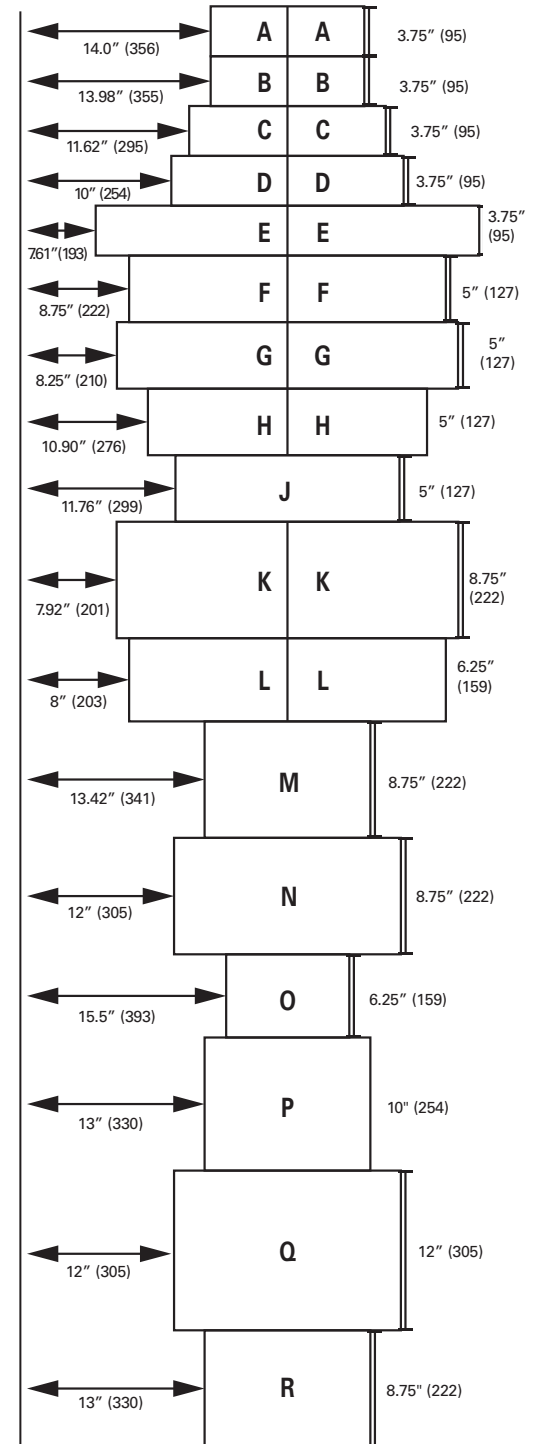 A A 3.75″ (95)
14.0″ (356)
B B 3.75″ (95)
13.98″ (355)
C C 3.75″ (95)
11.62″ (295)
D D 3.75″ (95)
10″ (254)
E E 3.75″
(95)
7.61″(193)
F F 5″ (127)
8.75″ (222)
G G 5″
(127)
8.25″ (210)
H H 5″ (127)
10.90″ (276)
J 5″ (127)
11.76″ (299)
K K 8.75″
(222)
7.92″ (201)
L L 6.25″
(159)
8″ (203)
M 8.75″ (222)
13.42″ (341)
N 8.75″ (222)
12″ (305)
O 6.25″ (159)
15.5″ (393)
P 10" (254)
13″ (330)
Q 12″ (305)
12″ (305)
R 8.75" (222)
13″ (330)